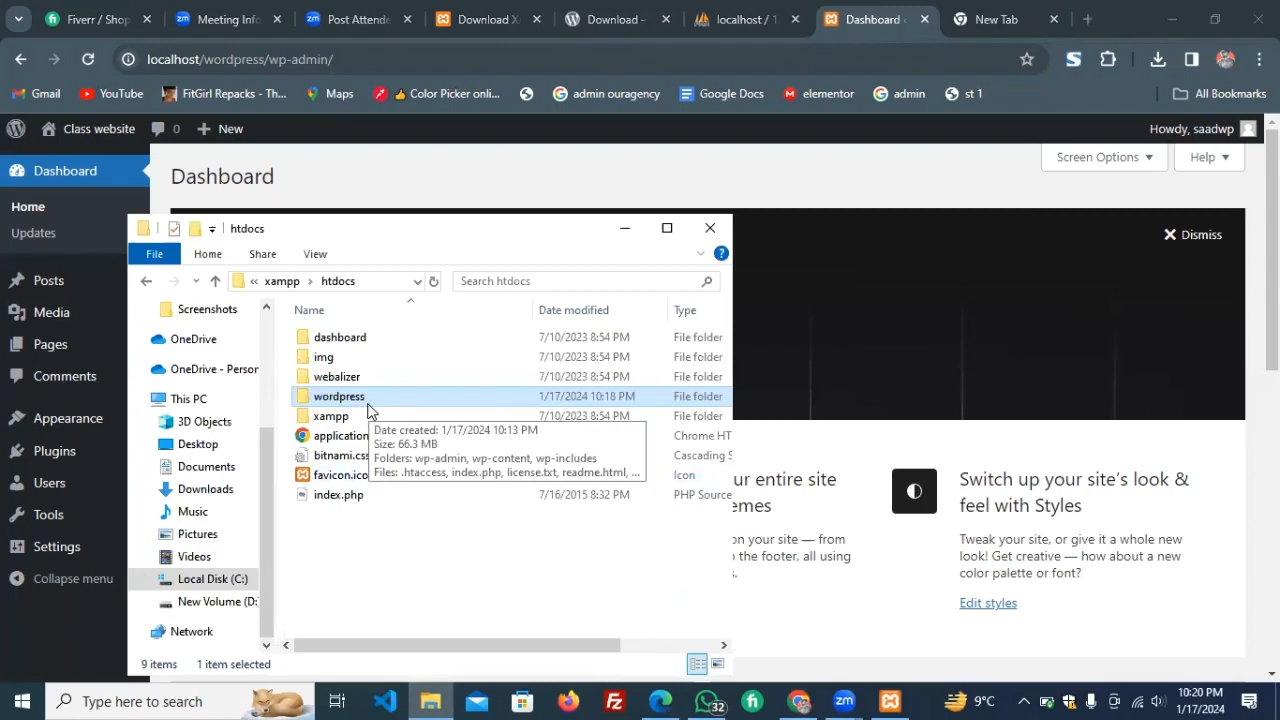 Fiverr / Shop
Meeting Info
Post Attende
Download X
Download –
localhost / 1
Dashboard
New Tab
localhost/wordpress/wp-admin/
Gmail
YouTube
FitGirl Repacks - Th...
Maps
👍 Color Picker onlin...
admin ouragency
Google Docs
elementor
admin
st 1
All Bookmarks
Class website
0
New
Howdy, saadwp
Dashboard
Home
Updates
Posts
Media
Pages
Comments
Appearance
Plugins
Users
Tools
Settings
Collapse menu
Dashboard
Screen Options
Help
Dismiss
htdocs
File
Home
Share
View
« xampp › htdocs
Search htdocs
Screenshots
OneDrive
OneDrive - Person
This PC
3D Objects
Desktop
Documents
Downloads
Music
Pictures
Videos
Local Disk (C:)
New Volume (D:
Network
Name
Date modified
Type
dashboard 7/10/2023 8:54 PM File folder
img 7/10/2023 8:54 PM File folder
webalizer 7/10/2023 8:54 PM File folder
wordpress 1/17/2024 10:18 PM File folder
xampp 7/10/2023 8:54 PM File folder
application Chrome HT
bitnami.css Cascading S
favicon.ico Icon
index.php 7/16/2015 8:32 PM PHP Source
Date created: 1/17/2024 10:13 PM
Size: 66.3 MB
Folders: wp-admin, wp-content, wp-includes
Files: .htaccess, index.php, license.txt, readme.html, ...
9 items 1 item selected
ur entire site
emes
on your site — from
o the footer, all using
s.
Switch up your site’s look &
feel with Styles
Tweak your site, or give it a whole new
look! Get creative — how about a new
color palette or font?
Edit styles
Type here to search
32
9°C
10:20 PM
1/17/2024